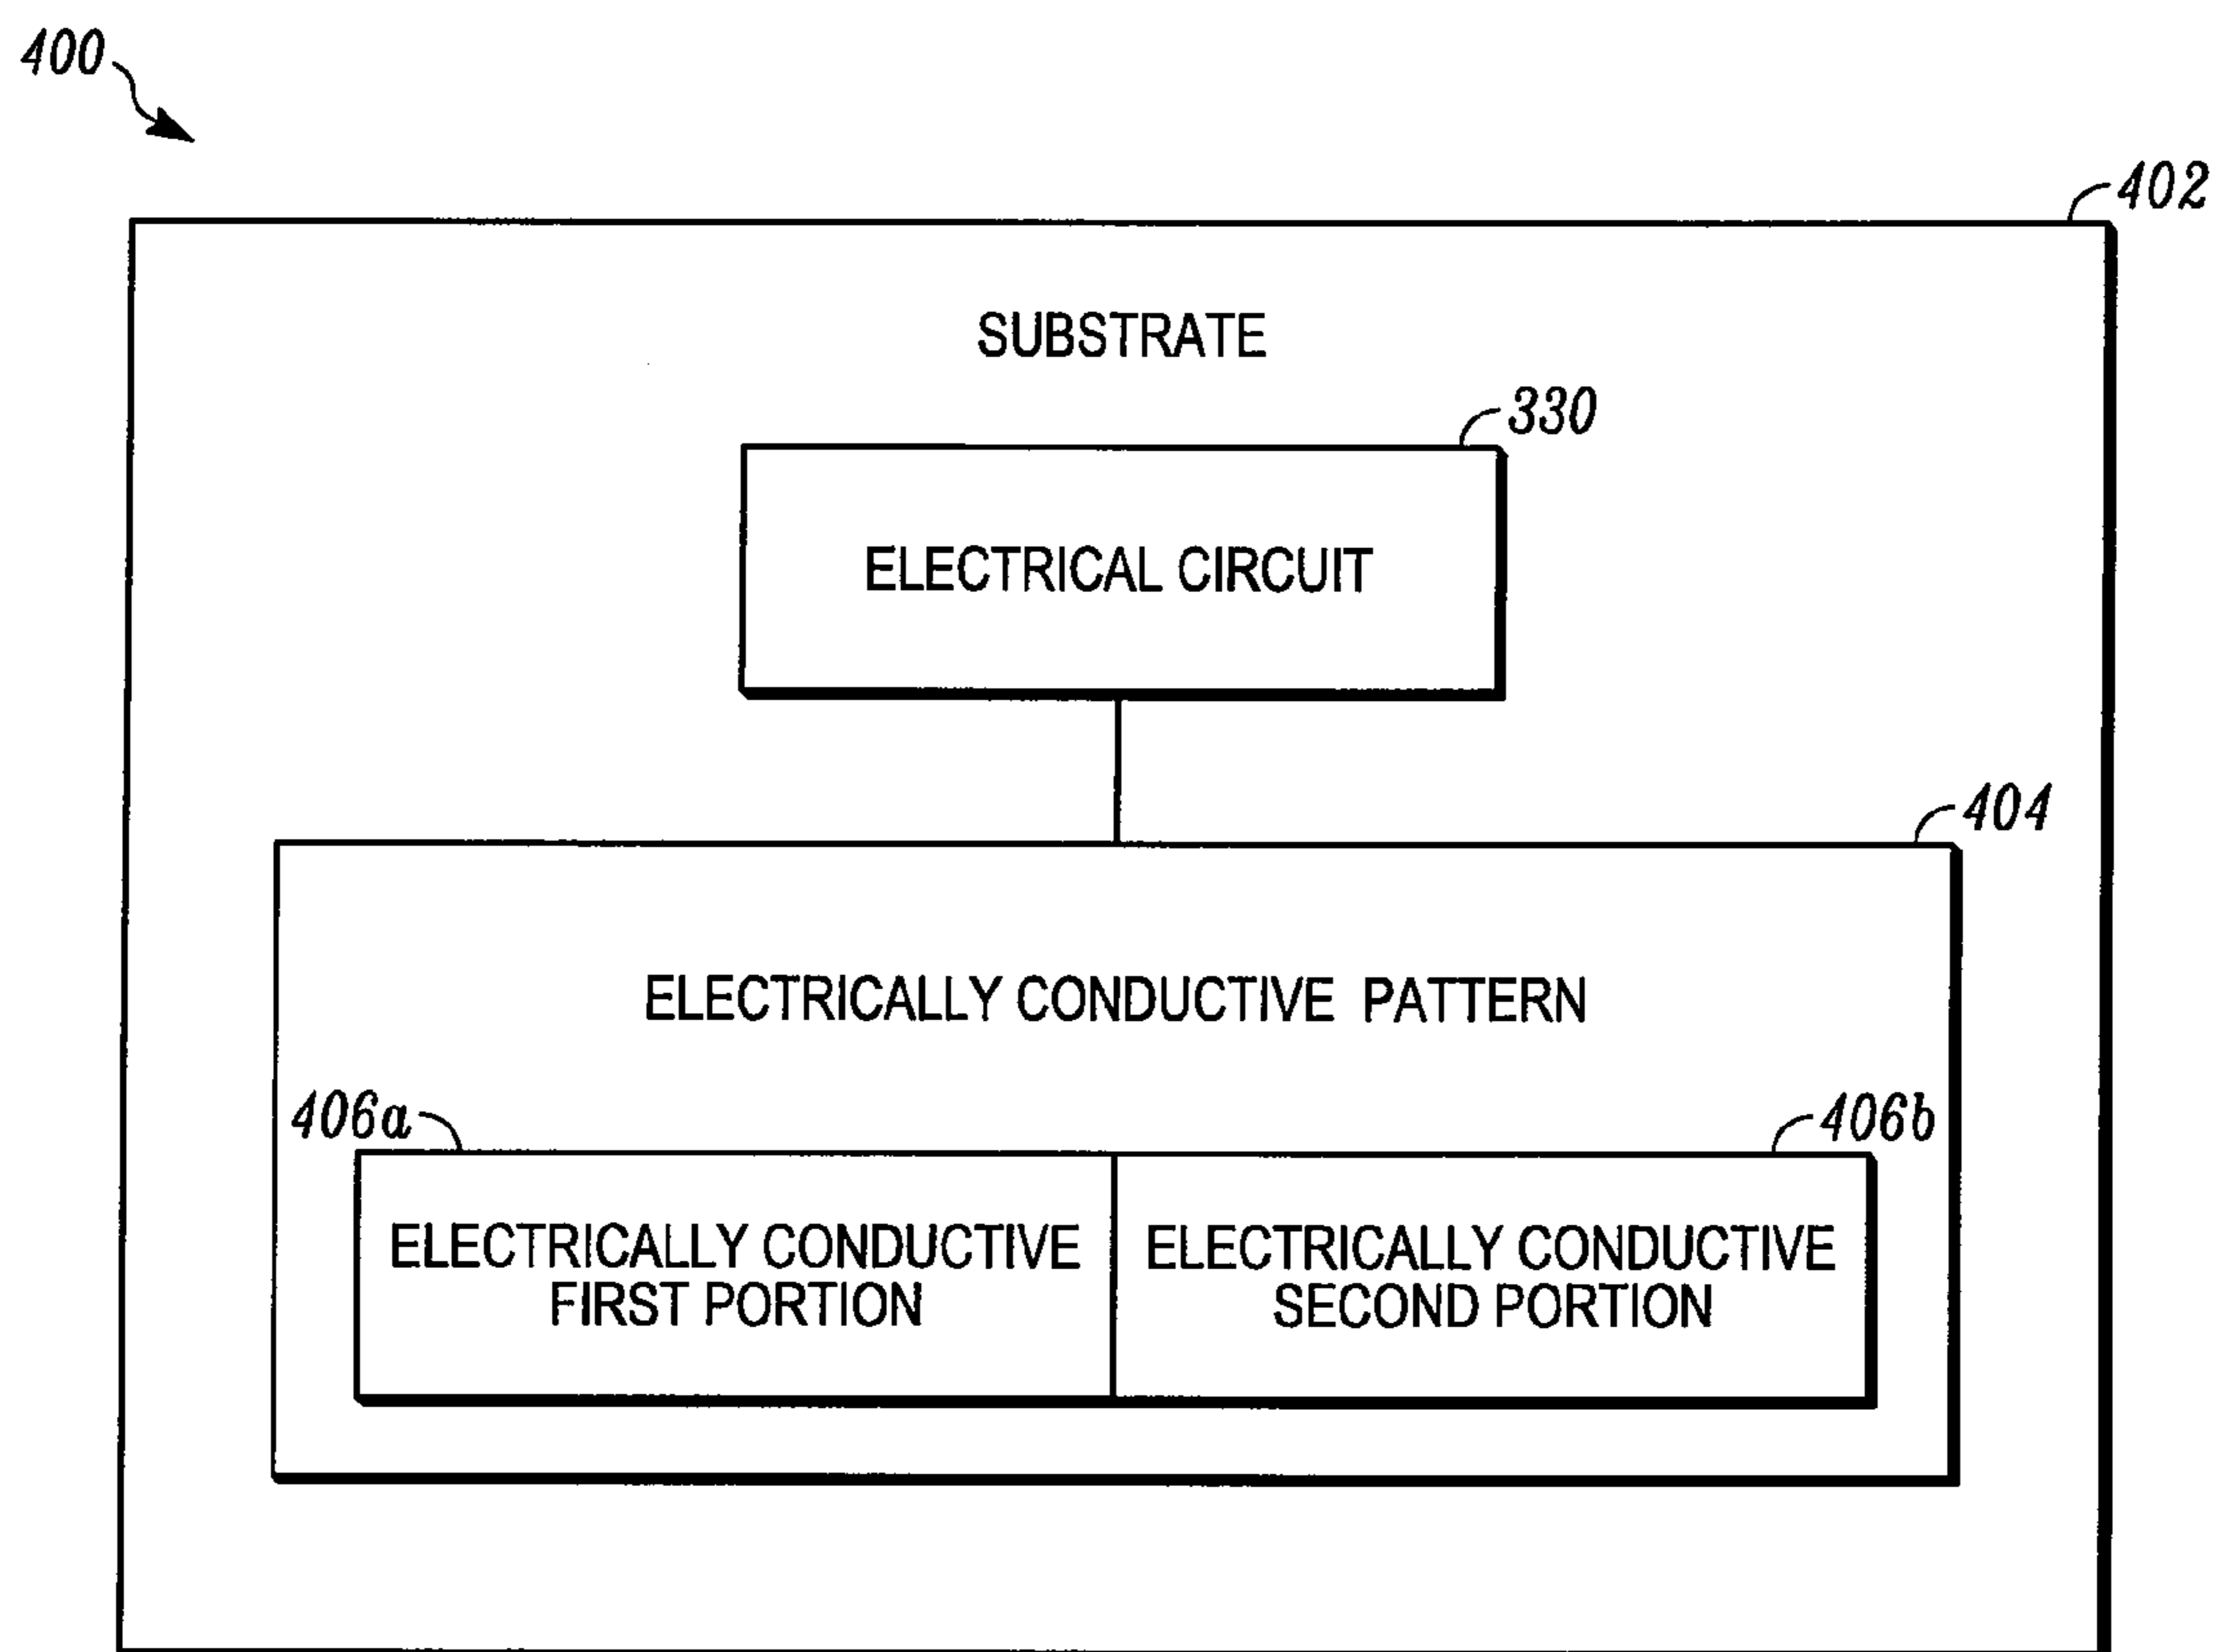 400
402
SUBSTRATE
330
ELECTRICAL CIRCUIT
404
ELECTRICALLY CONDUCTIVE PATTERN
406a
406b
ELECTRICALLY CONDUCTIVE
FIRST PORTION
ELECTRICALLY CONDUCTIVE
SECOND PORTION